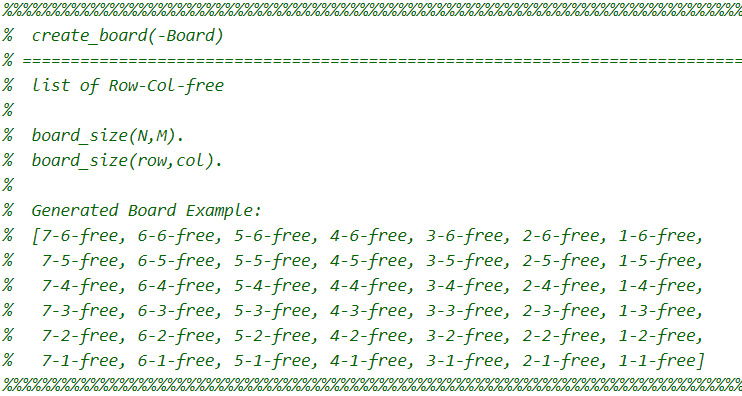 %%%%%%%%%%%%%%%%%%%%%%%%%%%%%%%%%%%%%%%%%%%%%%%%%%%%%%%%%%%%%%%%%%%%%%%%%%%%%
%  create_board(-Board)
% ==========================================================================
%  list of Row-Col-free
%
%  board_size(N,M).
%  board_size(row,col).
%
%  Generated Board Example:
%  [7-6-free, 6-6-free, 5-6-free, 4-6-free, 3-6-free, 2-6-free, 1-6-free,
%   7-5-free, 6-5-free, 5-5-free, 4-5-free, 3-5-free, 2-5-free, 1-5-free,
%   7-4-free, 6-4-free, 5-4-free, 4-4-free, 3-4-free, 2-4-free, 1-4-free,
%   7-3-free, 6-3-free, 5-3-free, 4-3-free, 3-3-free, 2-3-free, 1-3-free,
%   7-2-free, 6-2-free, 5-2-free, 4-2-free, 3-2-free, 2-2-free, 1-2-free,
%   7-1-free, 6-1-free, 5-1-free, 4-1-free, 3-1-free, 2-1-free, 1-1-free]
%%%%%%%%%%%%%%%%%%%%%%%%%%%%%%%%%%%%%%%%%%%%%%%%%%%%%%%%%%%%%%%%%%%%%%%%%%%%%